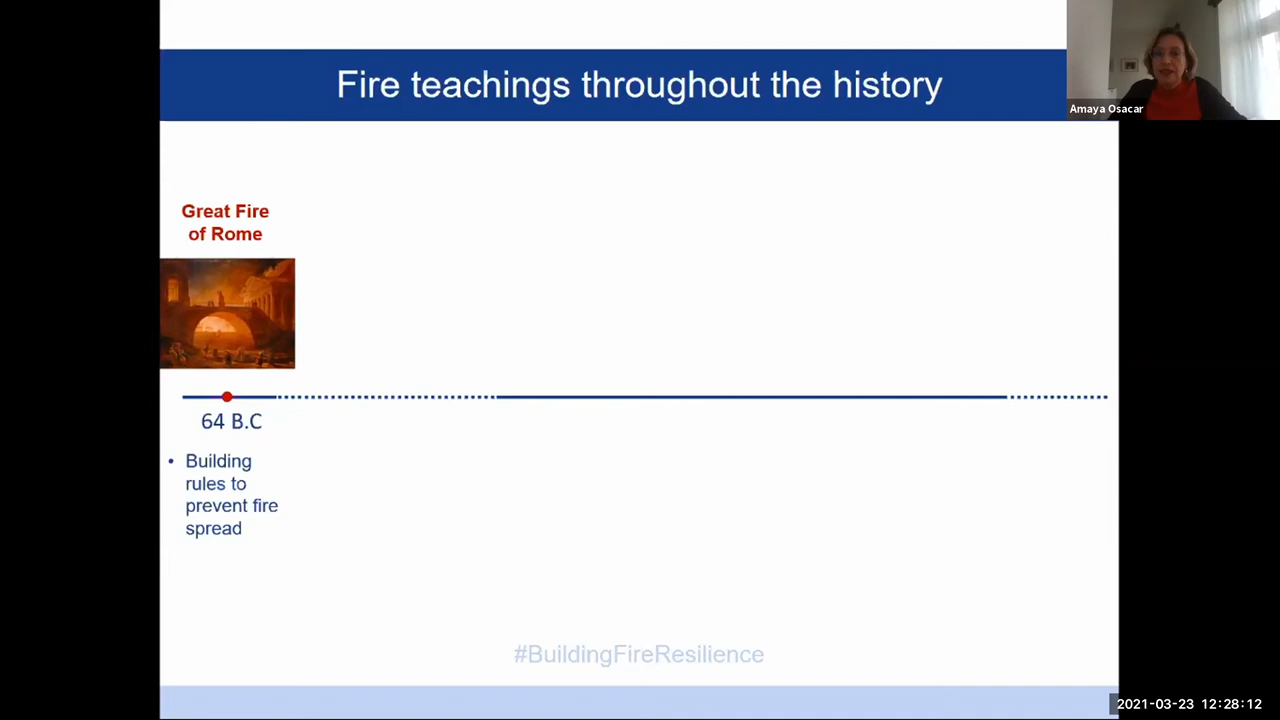 Fire teachings throughout the history
Amaya Osacar
Great Fire
of Rome
64 B.C
• Building
rules to
prevent fire
spread
#BuildingFireResilience
2021-03-23 12:28:12